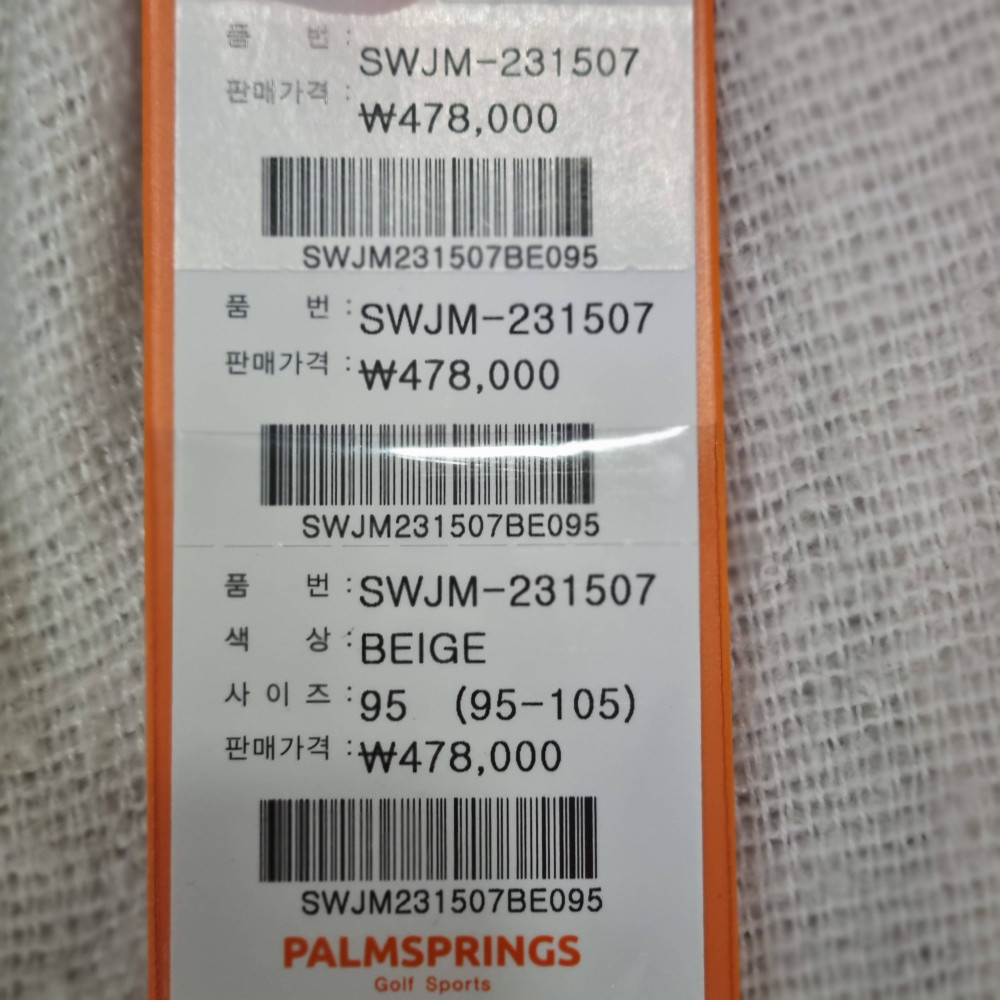 품 번 : SWJM-231507
판매가격 : ₩478,000
SWJM231507BE095
품 번 : SWJM-231507
판매가격 : ₩478,000
SWJM231507BE095
품 번 : SWJM-231507
색 상 : BEIGE
사 이 즈 : 95 (95-105)
판매가격 : ₩478,000
SWJM231507BE095
PALMSPRINGS
Golf Sports